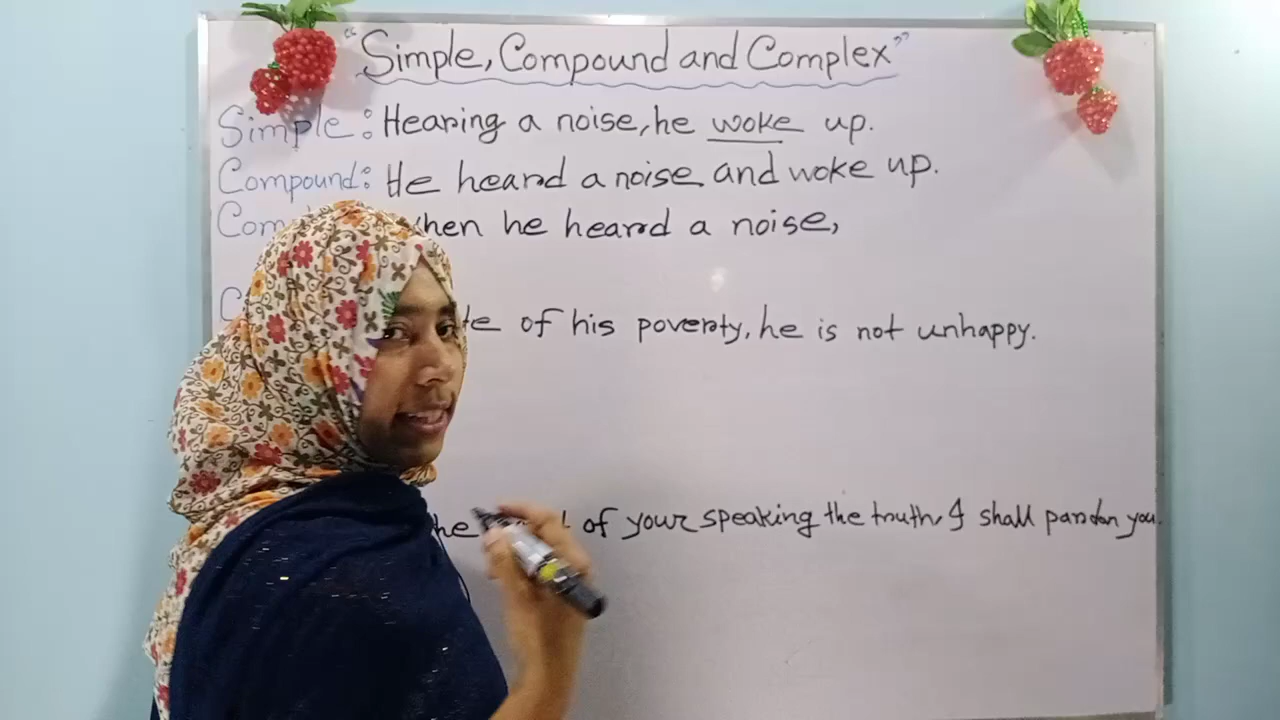 "Simple, Compound and Complex"
Simple: Hearing a noise, he woke up.
Compound: He heard a noise and woke up.
he heard a noise,
of his poverty, he is not unhappy.
of your speaking the truth, I shall pardon you.